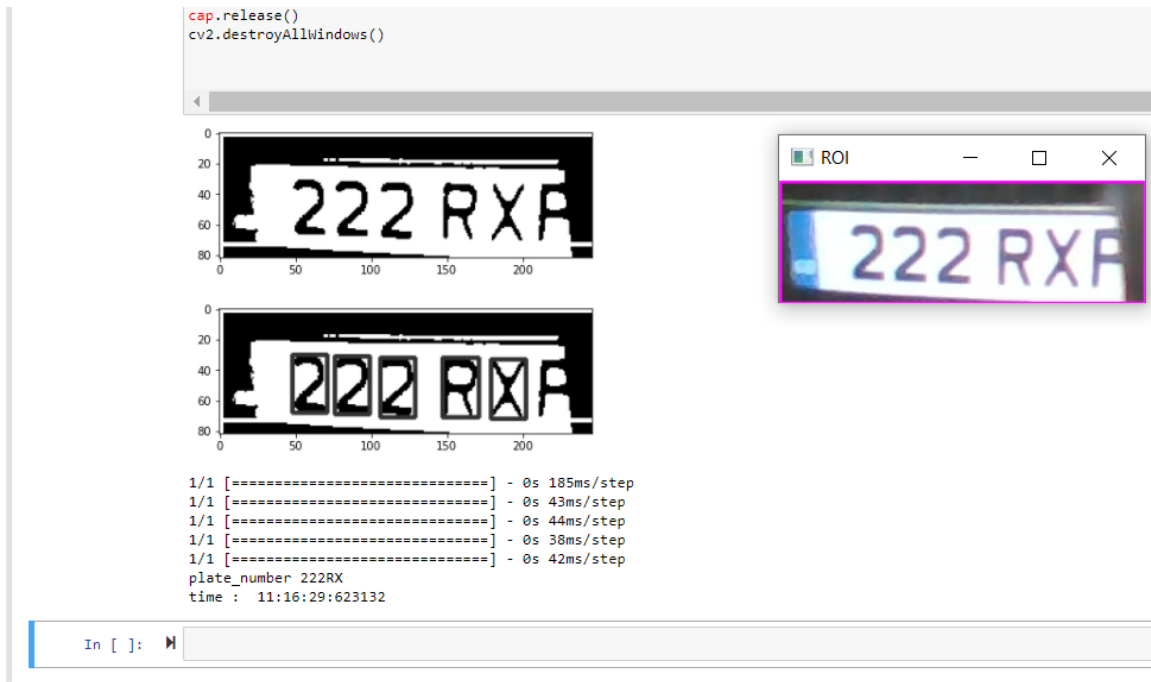 cap.release()
cv2.destroyAllWindows()
0
20
40
60
80
222 RX
0 50 100 150 200
ROI
222 RX
0
20
40
60
80
222 RX
0 50 100 150 200
1/1 [==============================] - 0s 185ms/step
1/1 [==============================] - 0s 43ms/step
1/1 [==============================] - 0s 44ms/step
1/1 [==============================] - 0s 38ms/step
1/1 [==============================] - 0s 42ms/step
plate_number 222RX
time :  11:16:29:623132
In [ ]: